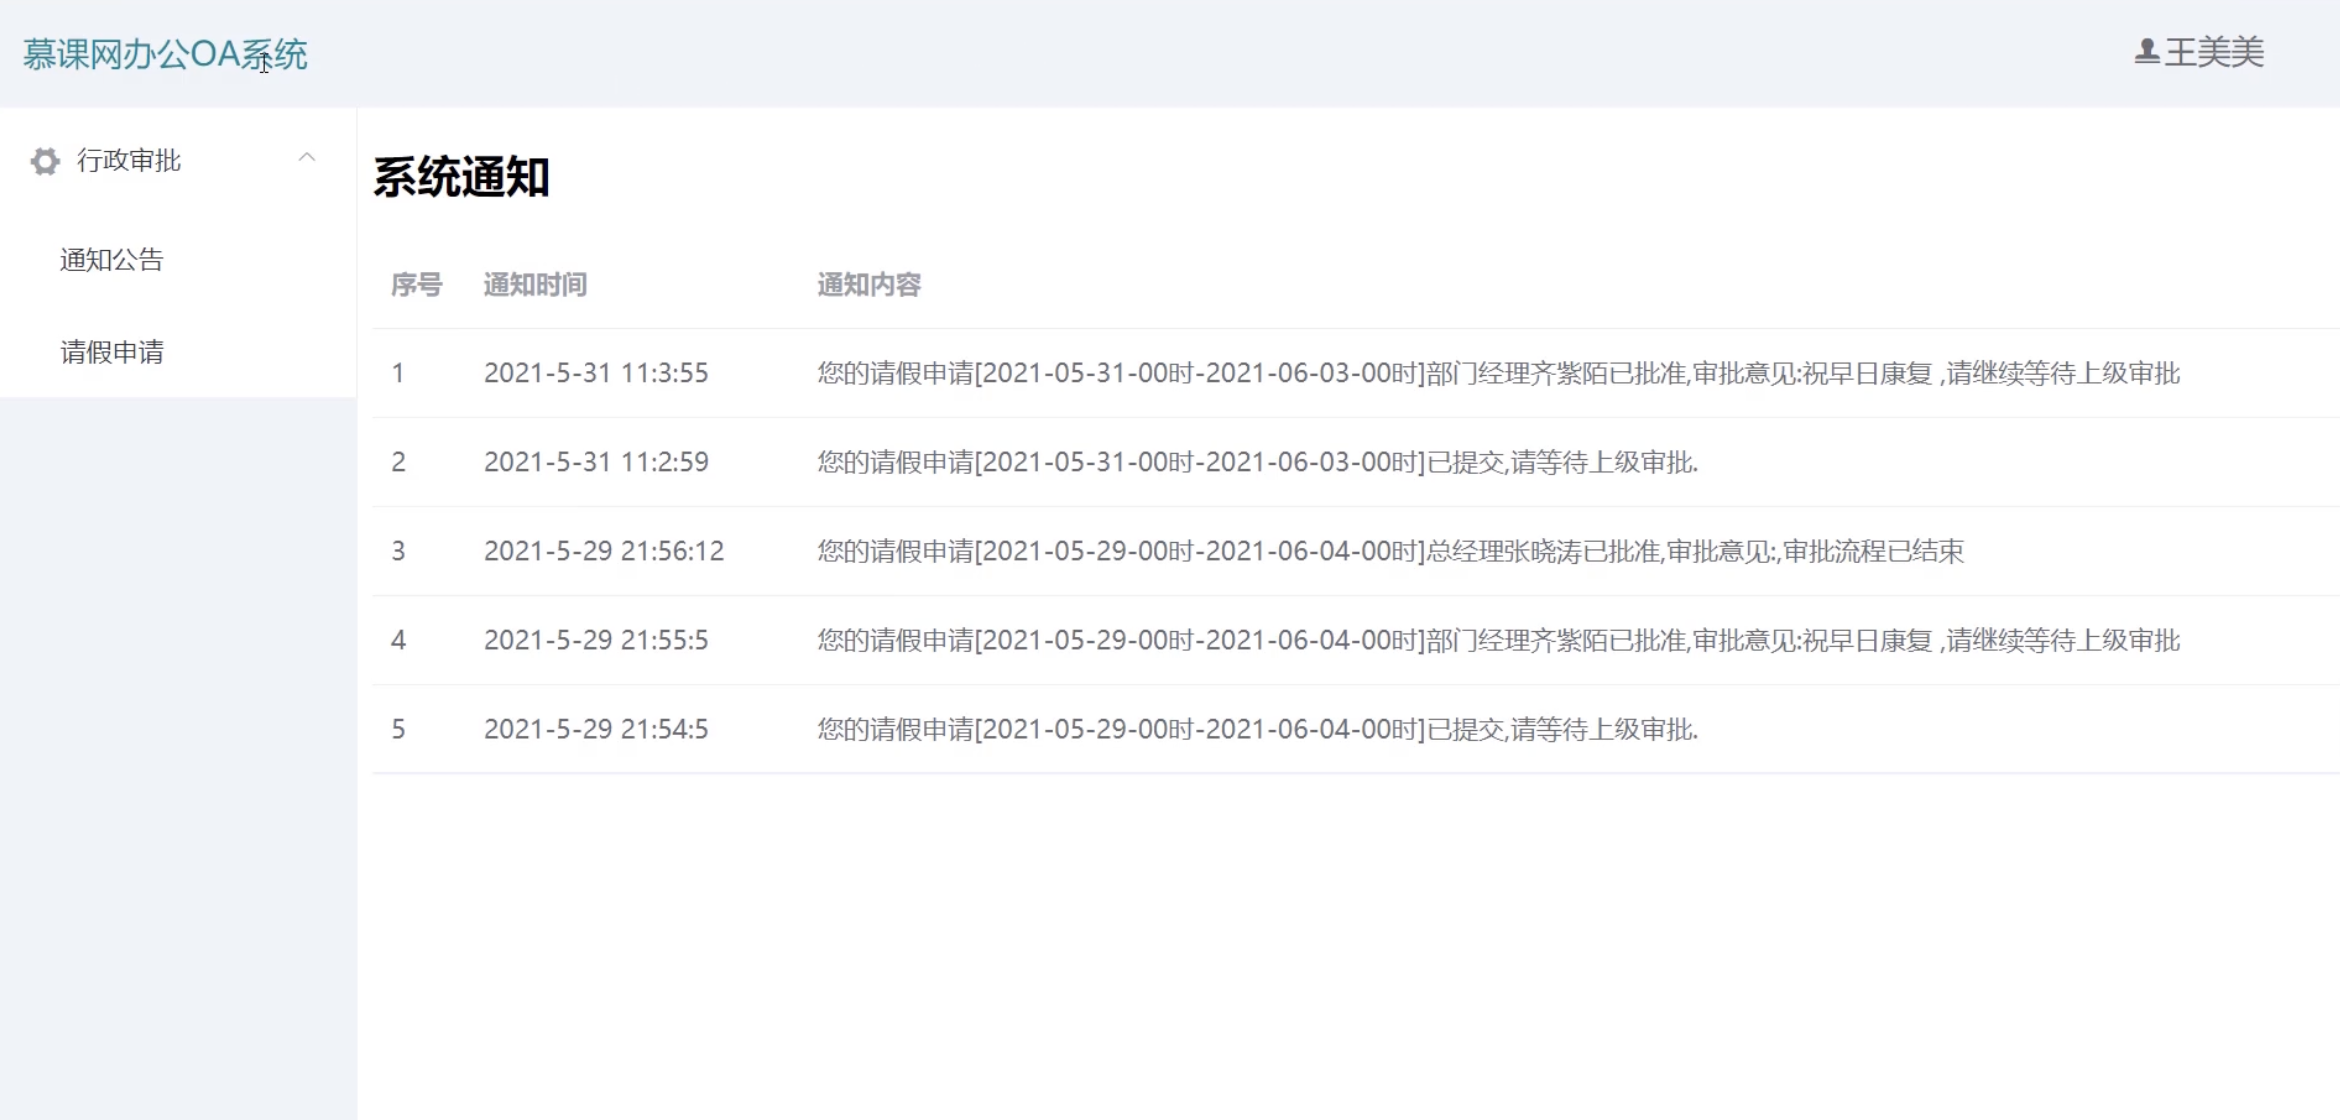 慕课网办公OA系统
王美美
行政审批
通知公告
请假申请
系统通知
序号 通知时间 通知内容
1 2021-5-31 11:3:55 您的请假申请[2021-05-31-00时-2021-06-03-00时]部门经理齐紫陌已批准,审批意见:祝早日康复 ,请继续等待上级审批
2 2021-5-31 11:2:59 您的请假申请[2021-05-31-00时-2021-06-03-00时]已提交,请等待上级审批.
3 2021-5-29 21:56:12 您的请假申请[2021-05-29-00时-2021-06-04-00时]总经理张晓涛已批准,审批意见:,审批流程已结束
4 2021-5-29 21:55:5 您的请假申请[2021-05-29-00时-2021-06-04-00时]部门经理齐紫陌已批准,审批意见:祝早日康复 ,请继续等待上级审批
5 2021-5-29 21:54:5 您的请假申请[2021-05-29-00时-2021-06-04-00时]已提交,请等待上级审批.